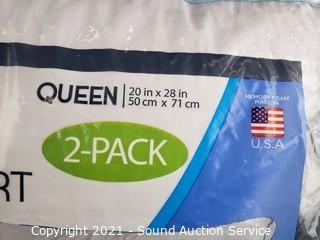 QUEEN
20 in x 28 in
50 cm x 71 cm
MEMORY FOAM
MADE IN
U.S.A
2-PACK
RT
Copyright 2021 - Sound Auction Service